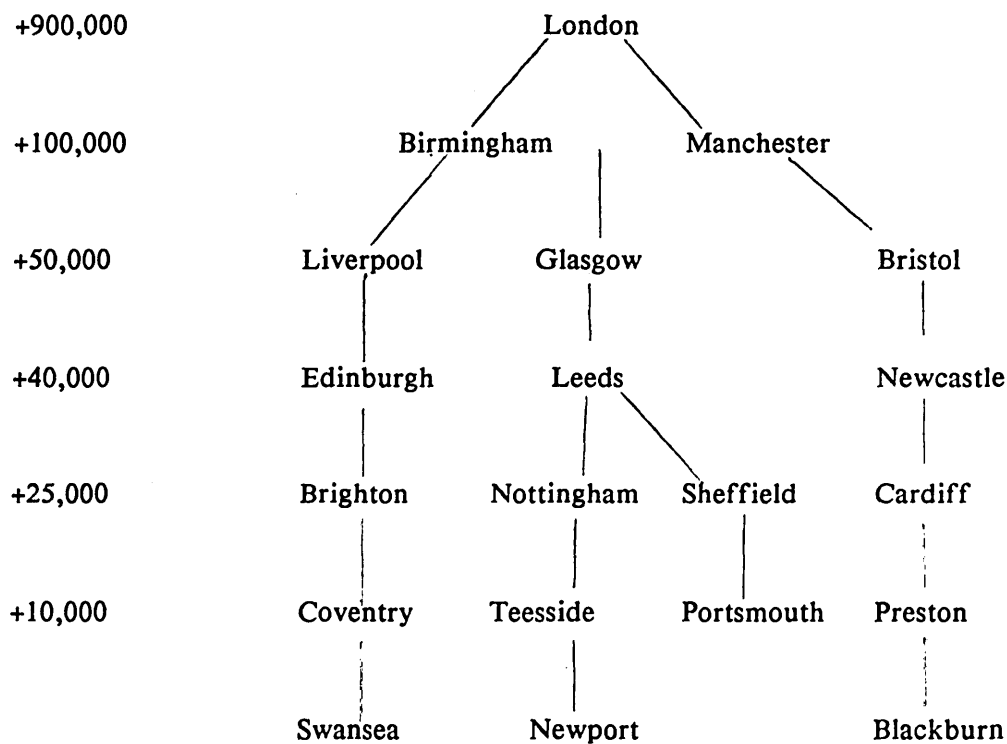 +900,000 London
+100,000 Birmingham Manchester
+50,000 Liverpool Glasgow Bristol
+40,000 Edinburgh Leeds Newcastle
+25,000 Brighton Nottingham Sheffield Cardiff
+10,000 Coventry Teesside Portsmouth Preston
Swansea Newport Blackburn